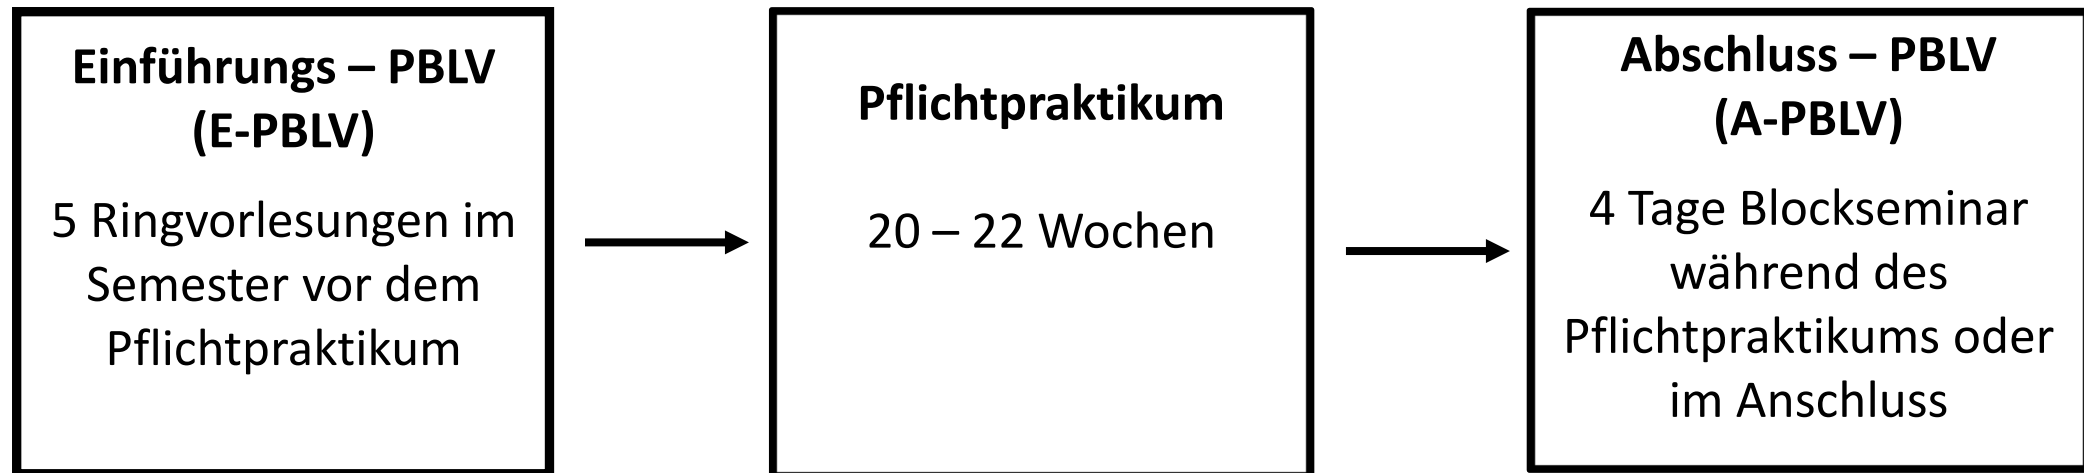 Einführungs – PBLV
(E-PBLV)
5 Ringvorlesungen im
Semester vor dem
Pflichtpraktikum
Pflichtpraktikum
20 – 22 Wochen
Abschluss – PBLV
(A-PBLV)
4 Tage Blockseminar
während des
Pflichtpraktikums oder
im Anschluss